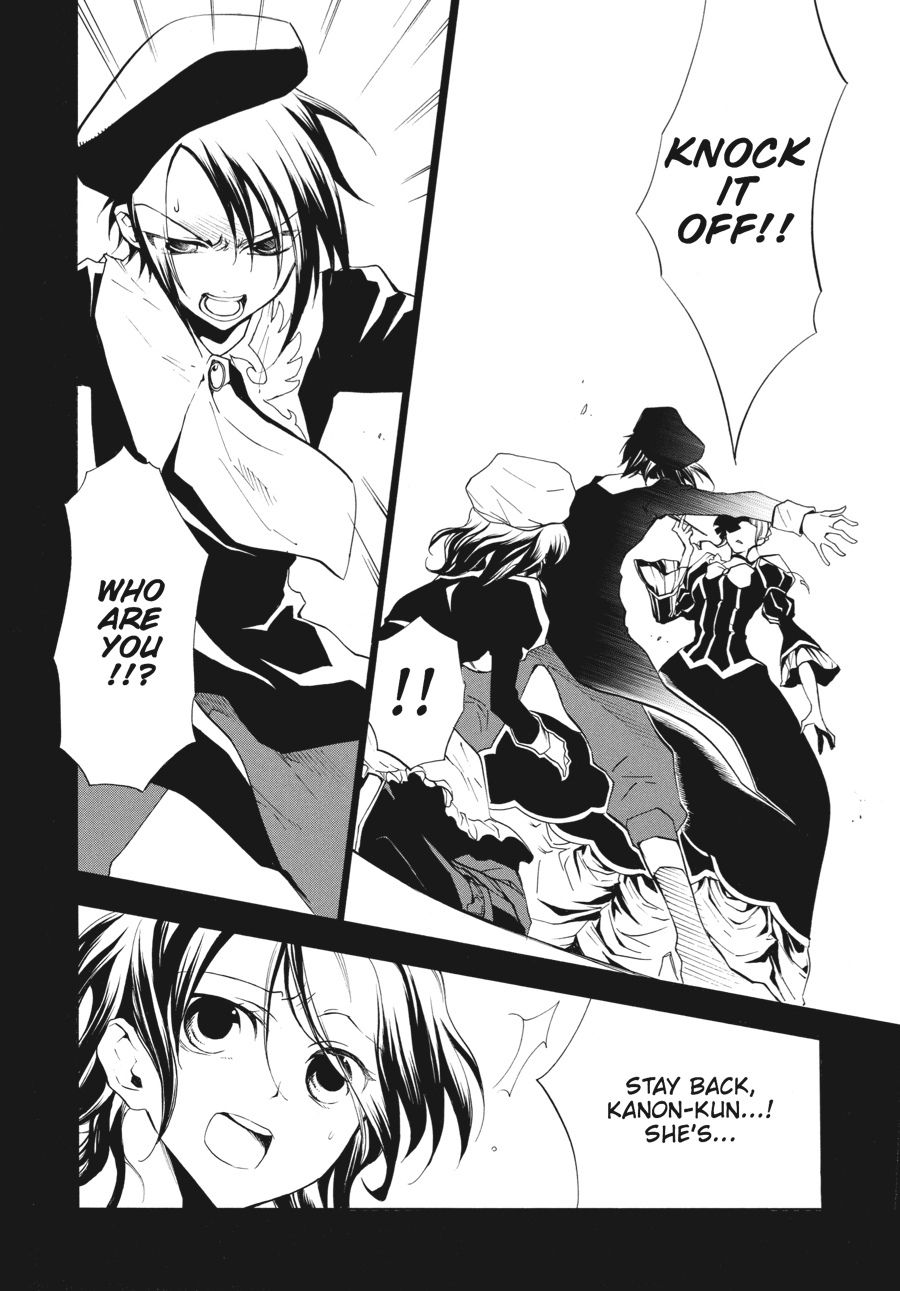 KNOCK
IT
OFF!!
!!
WHO
ARE
YOU
!!?
STAY BACK,
KANON-KUN...!
SHE'S...